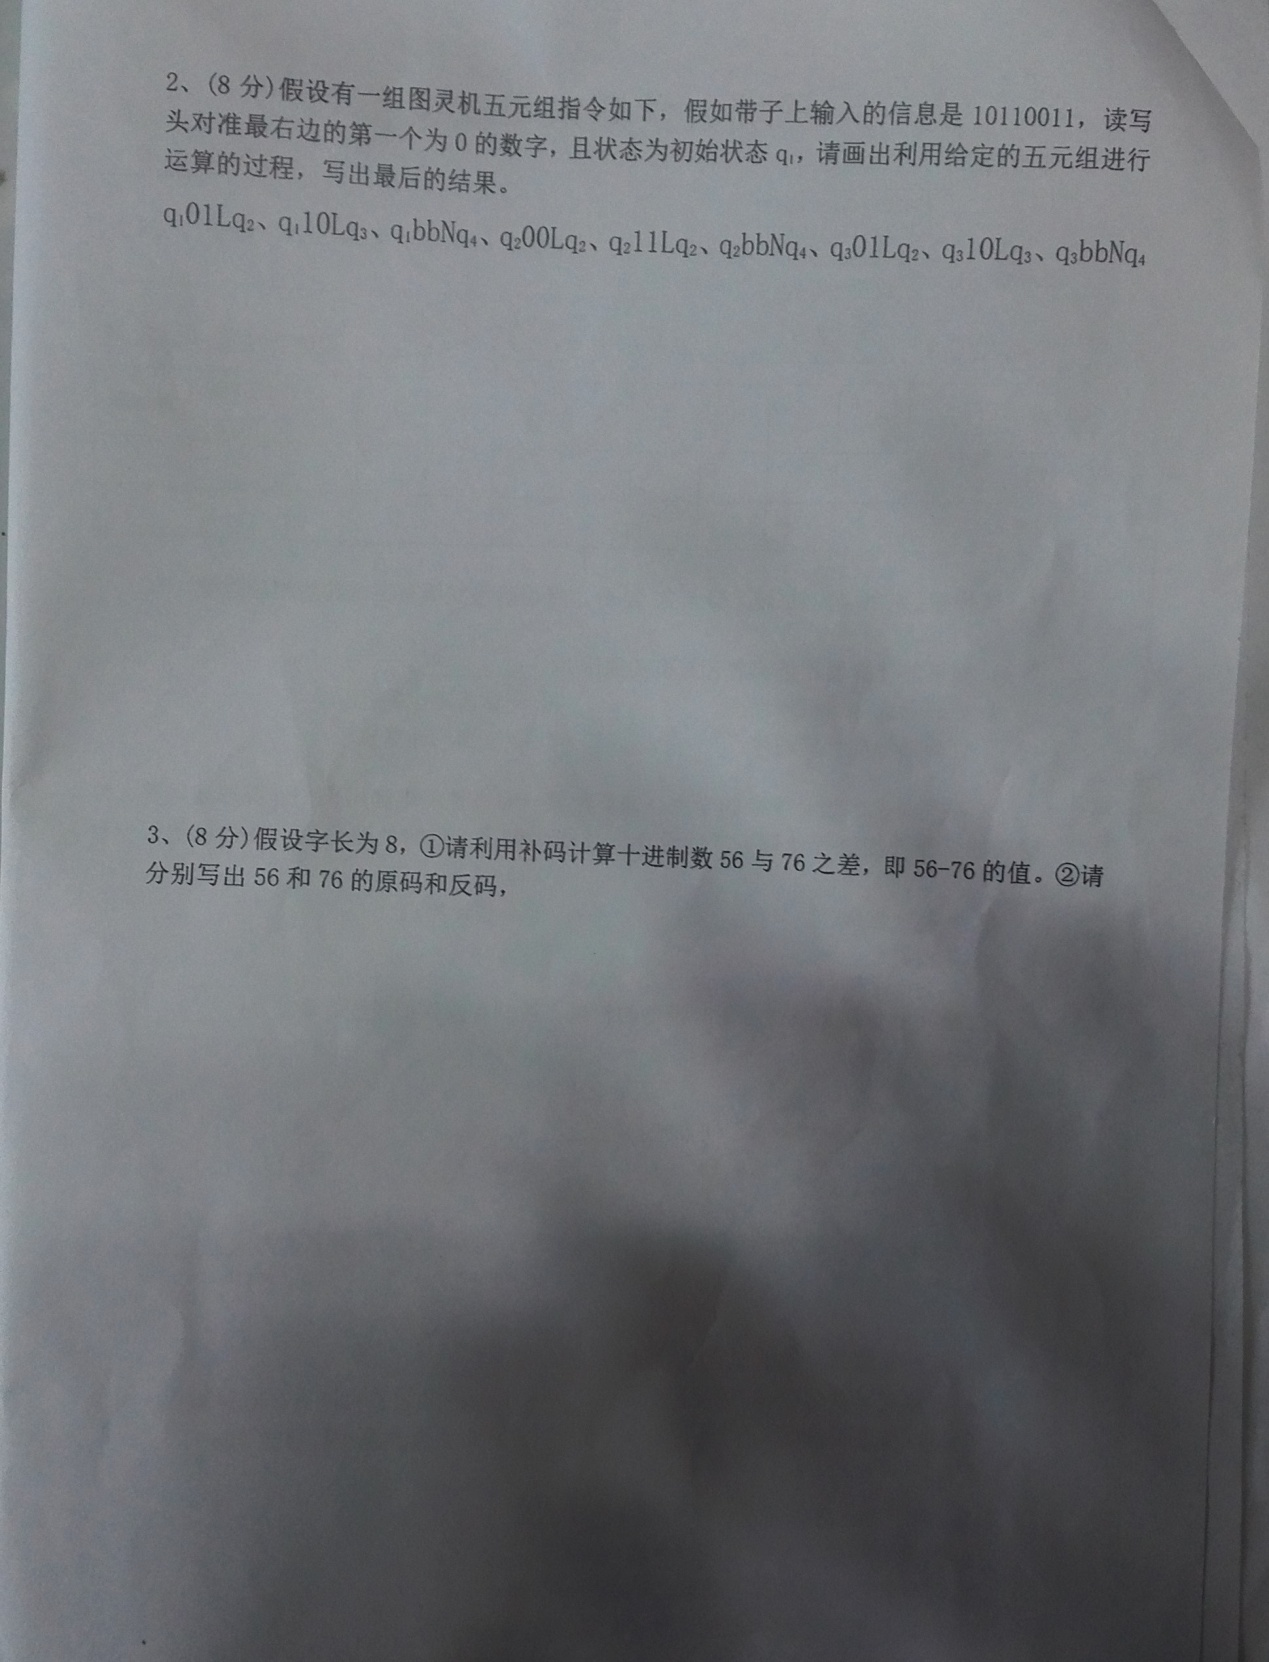 2、(8 分)假设有一组图灵机五元组指令如下，假如带子上输入的信息是 10110011，读写
头对准最右边的第一个为 0 的数字，且状态为初始状态 q₁，请画出利用给定的五元组进行
运算的过程，写出最后的结果。
q₁01Lq₂、q₁10Lq₃、q₁bbNq₄、q₂00Lq₂、q₂11Lq₂、q₂bbNq₄、q₃01Lq₂、q₃10Lq₃、q₃bbNq₄
3、(8 分)假设字长为 8，①请利用补码计算十进制数 56 与 76 之差，即 56-76 的值。②请
分别写出 56 和 76 的原码和反码，